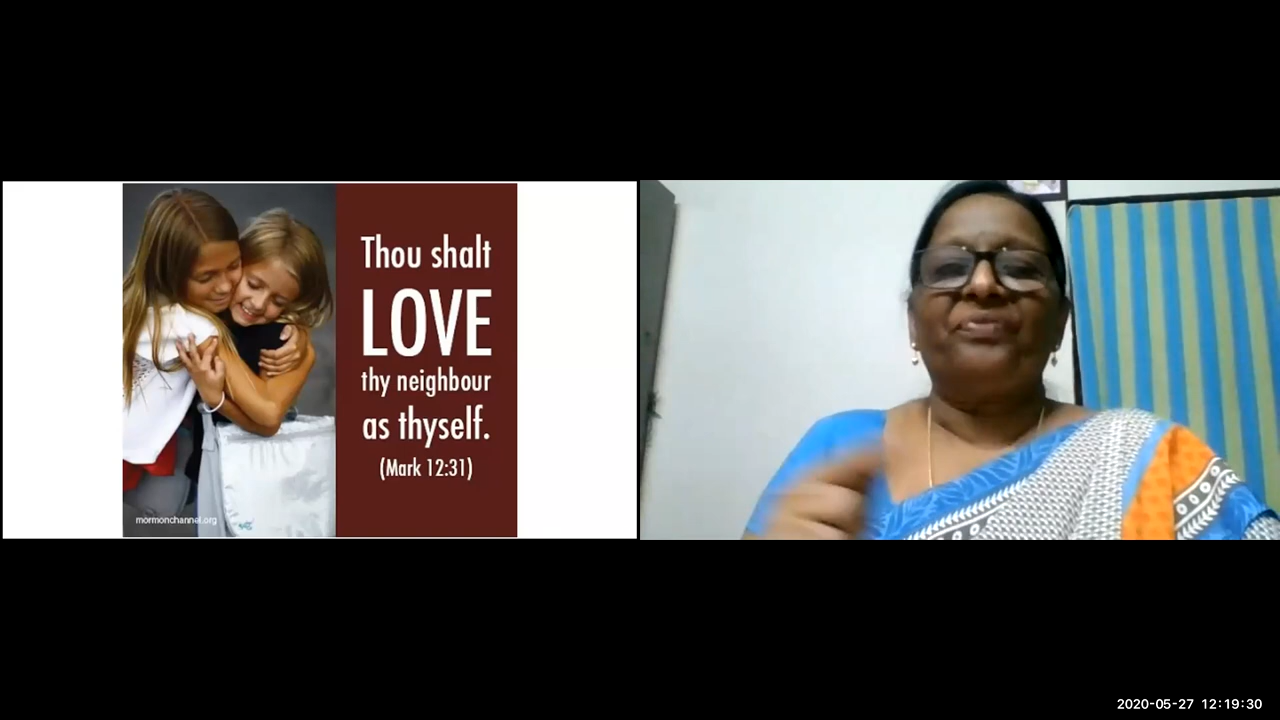 Thou shalt
LOVE
thy neighbour
as thyself.
(Mark 12:31)
mormonchannel.org
2020-05-27 12:19:30